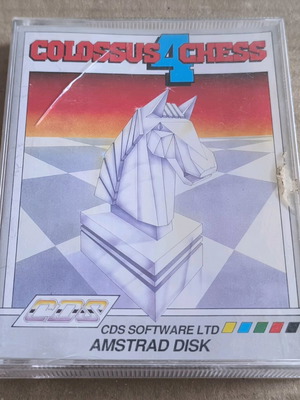 COLOSSUS 4 CHESS
CDS
CDS SOFTWARE LTD
AMSTRAD DISK